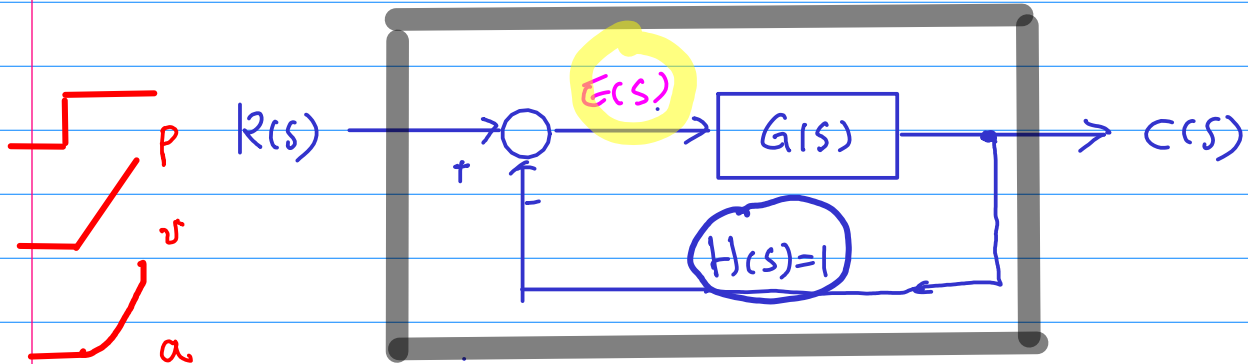 E(s)
p R(s) + G(s) C(s)
v −
H(s)=1
a